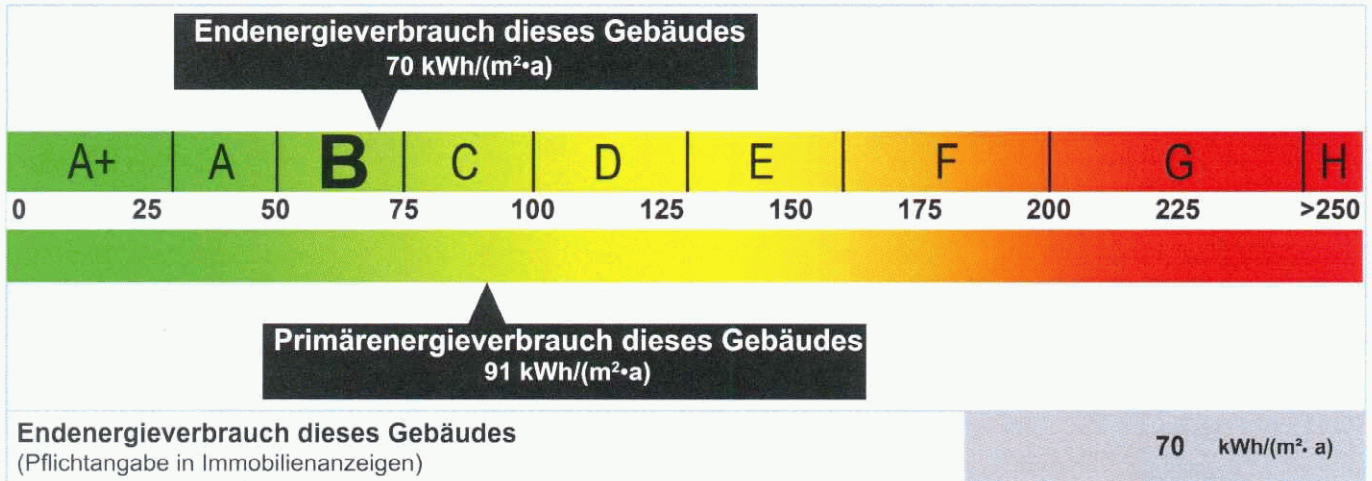 Endenergieverbrauch dieses Gebäudes
70 kWh/(m²•a)
A+ A B C D E F G H
0 25 50 75 100 125 150 175 200 225 >250
Primärenergieverbrauch dieses Gebäudes
91 kWh/(m²•a)
Endenergieverbrauch dieses Gebäudes
(Pflichtangabe in Immobilienanzeigen)
70 kWh/(m²· a)